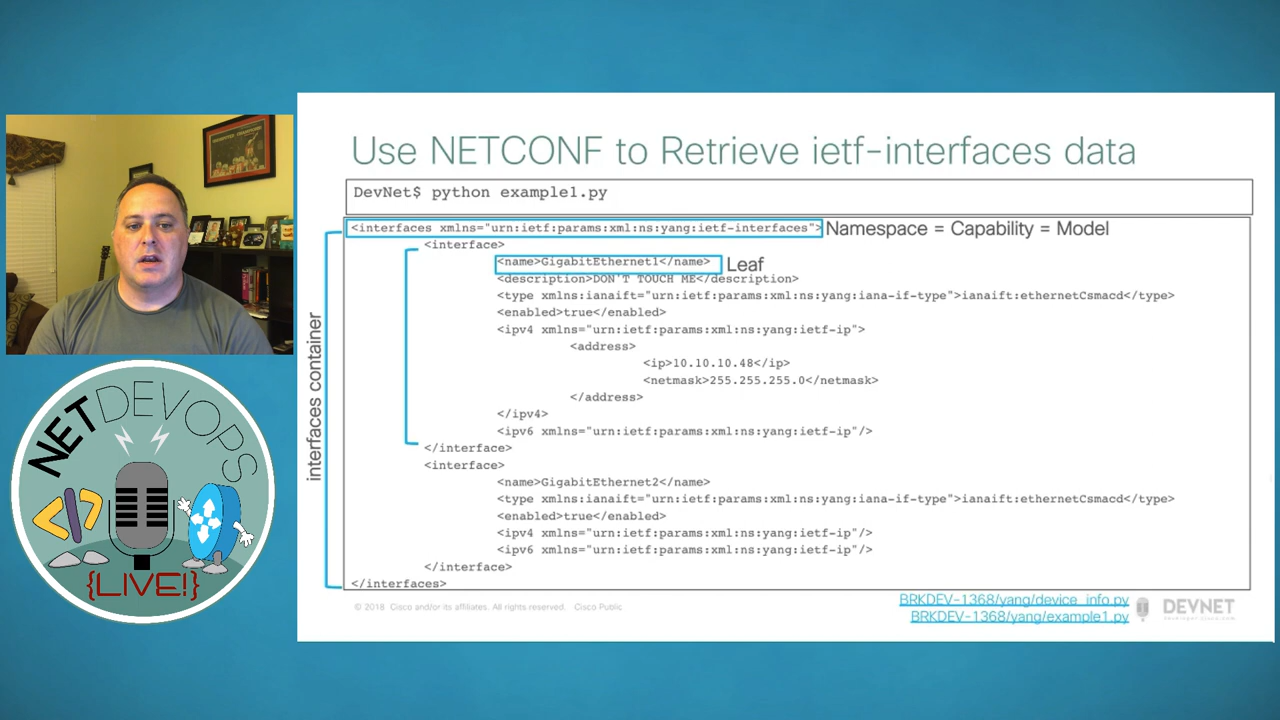 Use NETCONF to Retrieve ietf-interfaces data
DevNet$ python example1.py
<interfaces xmlns="urn:ietf:params:xml:ns:yang:ietf-interfaces"> Namespace = Capability = Model
<interface>
<name>GigabitEthernet1</name> Leaf
<description>DON'T TOUCH ME</description>
<type xmlns:ianaift="urn:ietf:params:xml:ns:yang:iana-if-type">ianaift:ethernetCsmacd</type>
<enabled>true</enabled>
<ipv4 xmlns="urn:ietf:params:xml:ns:yang:ietf-ip">
<address>
<ip>10.10.10.48</ip>
<netmask>255.255.255.0</netmask>
</address>
</ipv4>
<ipv6 xmlns="urn:ietf:params:xml:ns:yang:ietf-ip"/>
</interface>
<interface>
<name>GigabitEthernet2</name>
<type xmlns:ianaift="urn:ietf:params:xml:ns:yang:iana-if-type">ianaift:ethernetCsmacd</type>
<enabled>true</enabled>
<ipv4 xmlns="urn:ietf:params:xml:ns:yang:ietf-ip"/>
<ipv6 xmlns="urn:ietf:params:xml:ns:yang:ietf-ip"/>
</interface>
</interfaces>
interfaces container
© 2018 Cisco and/or its affiliates. All rights reserved. Cisco Public
BRKDEV-1368/yang/device_info.py
BRKDEV-1368/yang/example1.py
DEVNET
developer.cisco.com
NETDEVOPS
</>
{LIVE!}